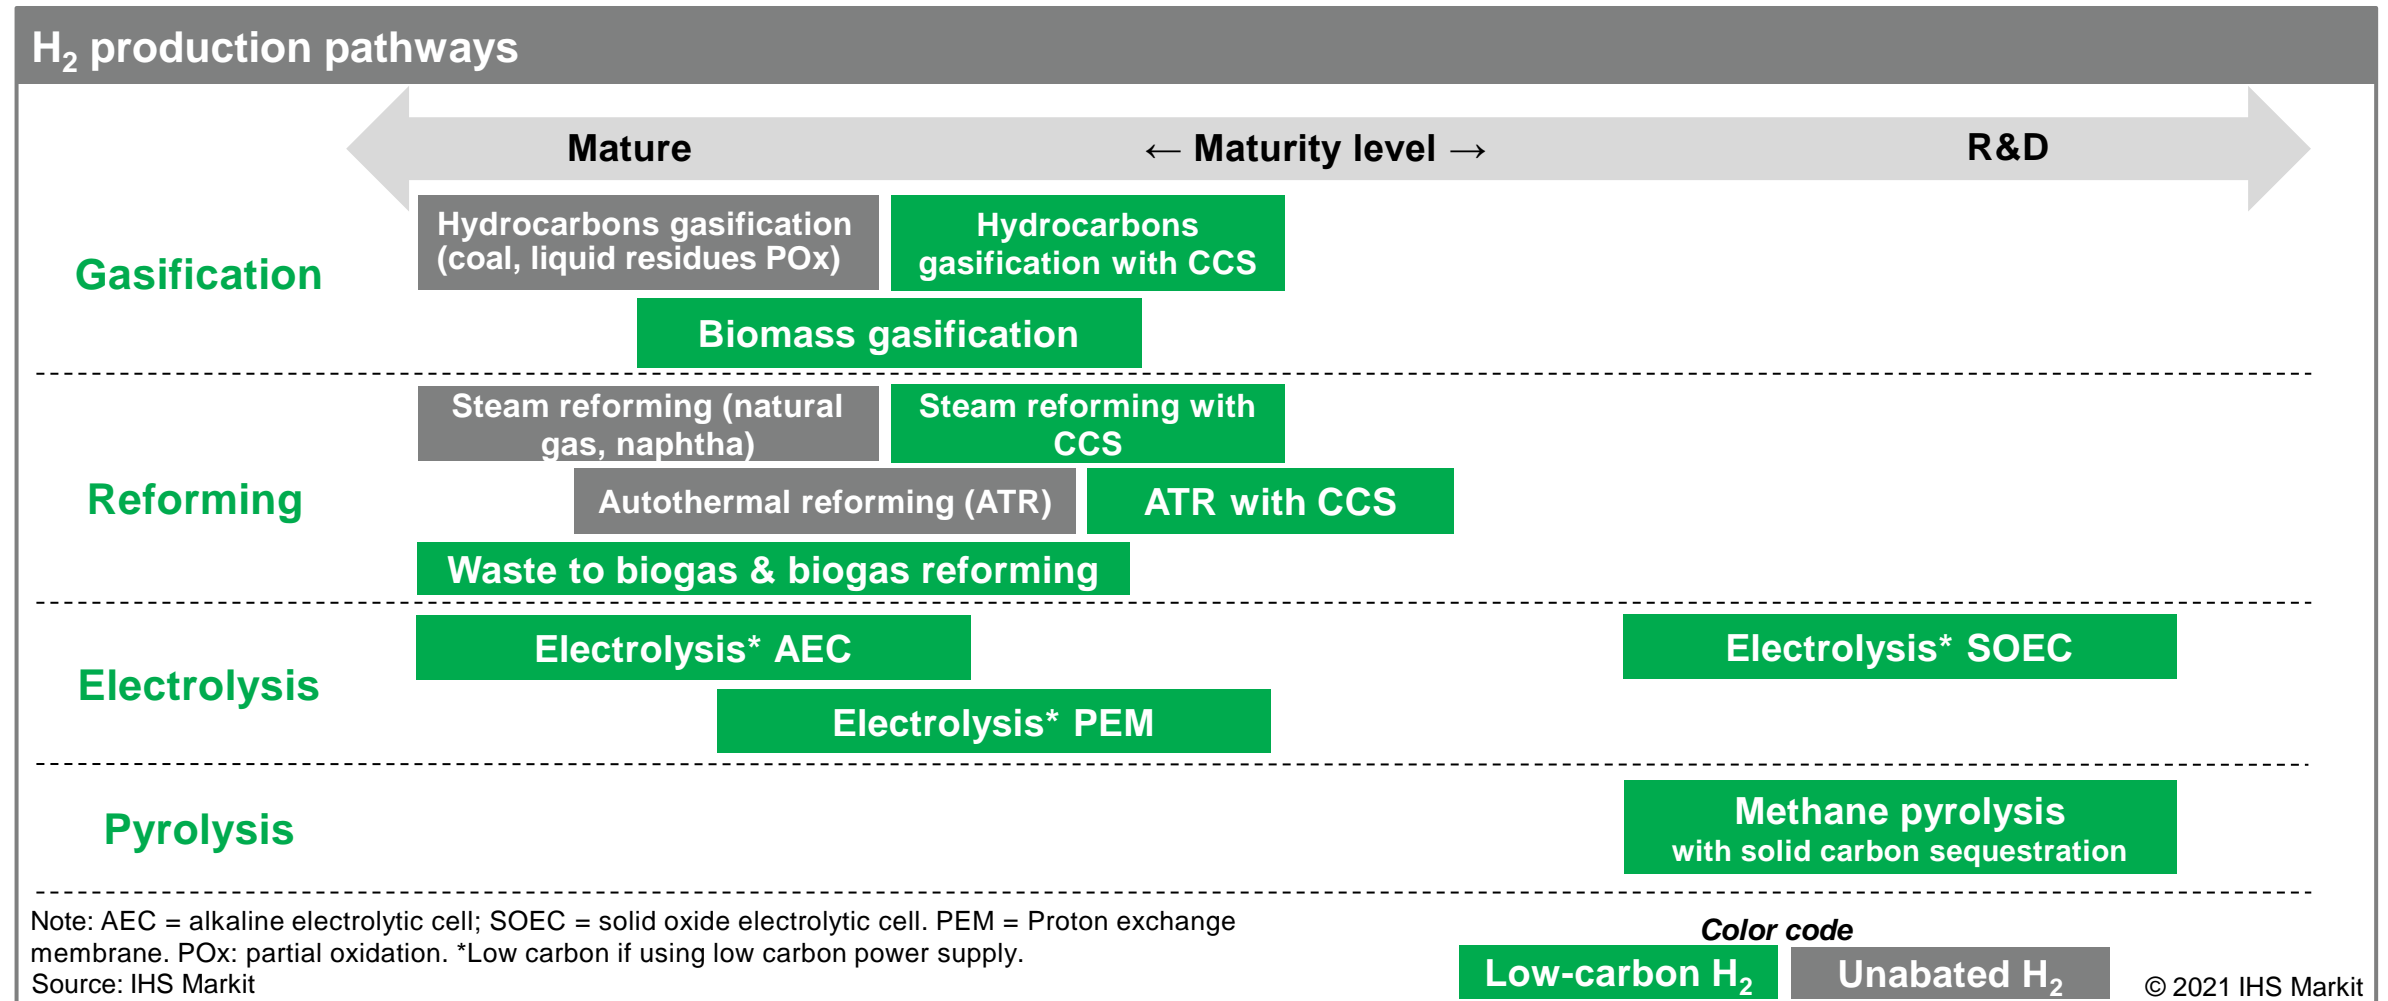 H2 production pathways
Mature
← Maturity level →
R&D
Gasification
Hydrocarbons gasification
(coal, liquid residues POx)
Hydrocarbons
gasification with CCS
Biomass gasification
Reforming
Steam reforming (natural
gas, naphtha)
Steam reforming with
CCS
Autothermal reforming (ATR)
ATR with CCS
Waste to biogas & biogas reforming
Electrolysis
Electrolysis* AEC
Electrolysis* SOEC
Electrolysis* PEM
Pyrolysis
Methane pyrolysis
with solid carbon sequestration
Note: AEC = alkaline electrolytic cell; SOEC = solid oxide electrolytic cell. PEM = Proton exchange
membrane. POx: partial oxidation. *Low carbon if using low carbon power supply.
Source: IHS Markit
Color code
Low-carbon H2
Unabated H2
© 2021 IHS Markit